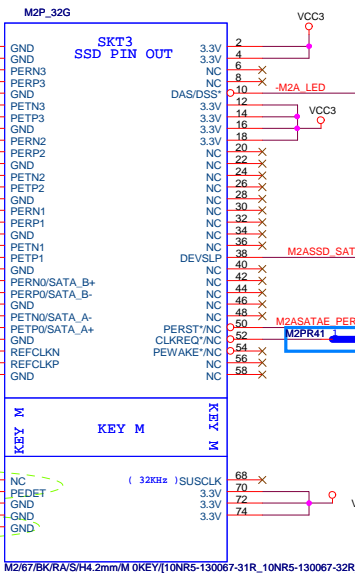 M2P_32G
VCC3
SKT3
SSD PIN OUT
GND 3.3V 2
GND 3.3V 4
PERN3 NC 6
PERP3 NC 8
GND DAS/DSS* 10 -M2A_LED
PETN3 3.3V 12
PETP3 3.3V 14 VCC3
GND 3.3V 16
PERN2 3.3V 18
PERP2 NC 20
GND NC 22
PETN2 NC 24
PETP2 NC 26
GND NC 28
PERN1 NC 30
PERP1 NC 32
GND NC 34
PETN1 NC 36
PETP1 DEVSLP 38 M2ASSD_SAT
GND NC 40
PERN0/SATA_B+ NC 42
PERP0/SATA_B- NC 44
GND NC 46
PETN0/SATA_A- NC 48
PETP0/SATA_A+ PERST*/NC 50 M2ASATAE_PER
GND CLKREQ*/NC 52 M2PR41 1
REFCLKN PEWAKE*/NC 54
REFCLKP NC 56
GND NC 58
KEY M KEY M KEY M
NC ( 32KHz ) SUSCLK 68
PEDET 3.3V 70
GND 3.3V 72
GND 3.3V 74
GND
M2/67/BK/RA/S/H4.2mm/M 0KEY/[10NR5-130067-31R_10NR5-130067-32R